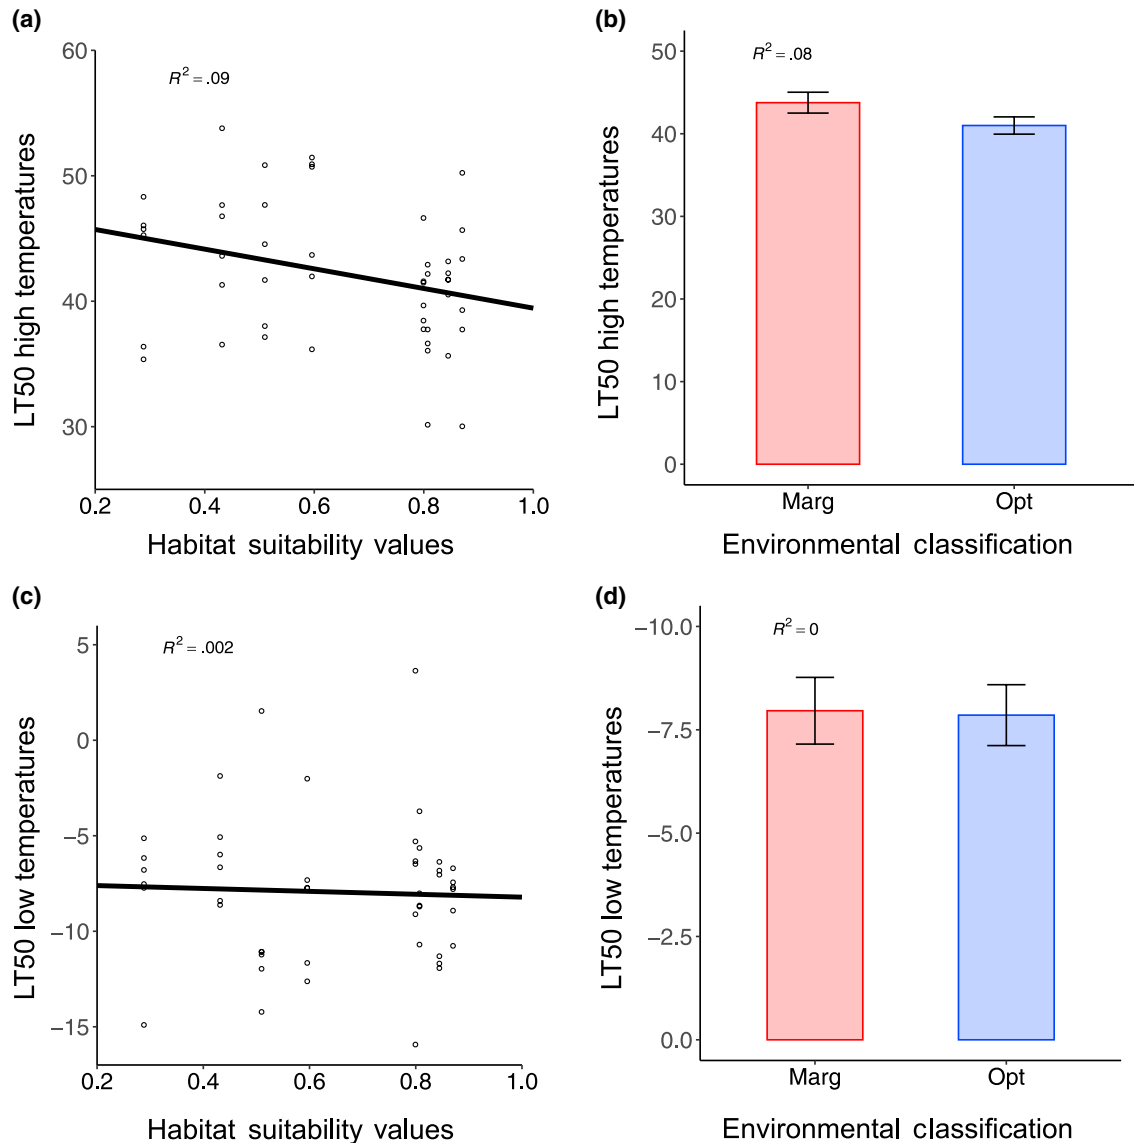 (a)
60
50
40
30
LT50 high temperatures
R² = .09
0.2 0.4 0.6 0.8 1.0
Habitat suitability values
(b)
50
40
30
20
10
0
LT50 high temperatures
R² = .08
Marg Opt
Environmental classification
(c)
5
0
−5
−10
−15
LT50 low temperatures
R² = .002
0.2 0.4 0.6 0.8 1.0
Habitat suitability values
(d)
−10.0
−7.5
−5.0
−2.5
0.0
LT50 low temperatures
R² = 0
Marg Opt
Environmental classification